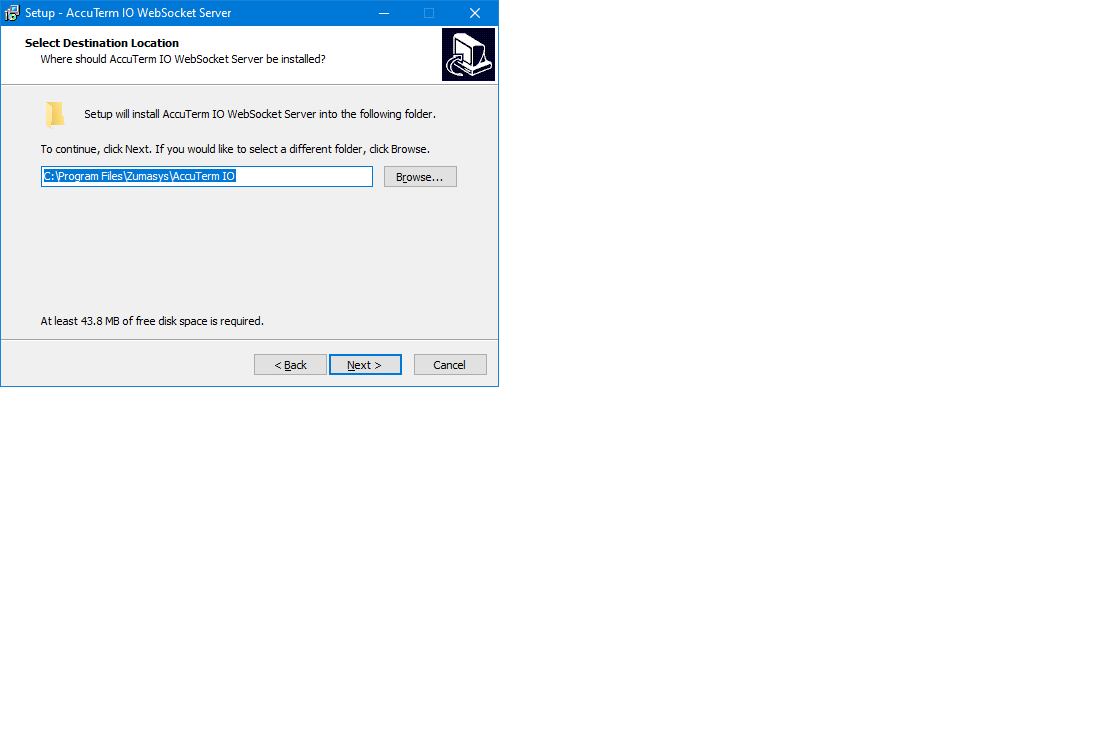 Setup - AccuTerm IO WebSocket Server
Select Destination Location
Where should AccuTerm IO WebSocket Server be installed?
Setup will install AccuTerm IO WebSocket Server into the following folder.
To continue, click Next. If you would like to select a different folder, click Browse.
C:\Program Files\Zumasys\AccuTerm IO
Browse...
At least 43.8 MB of free disk space is required.
< Back
Next >
Cancel